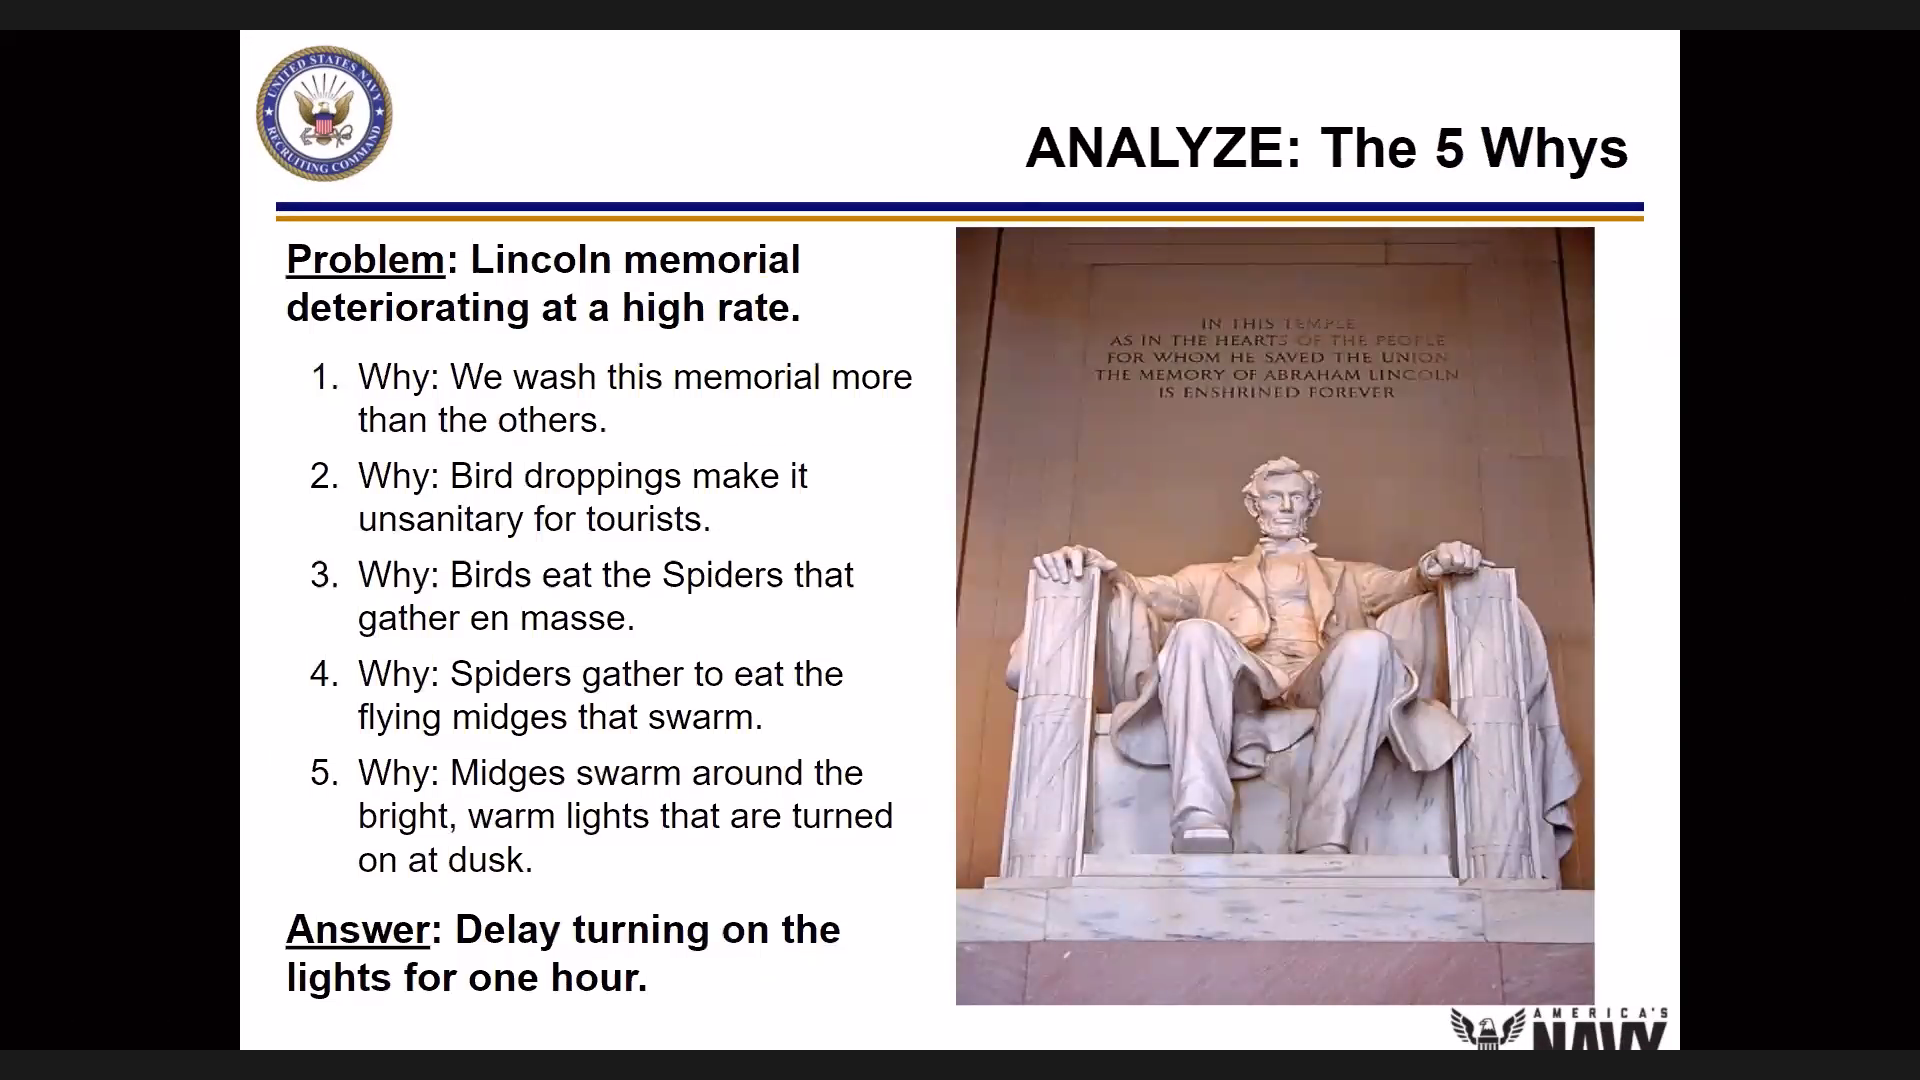 UNITED STATES NAVY
RECRUITING COMMAND
ANALYZE: The 5 Whys
Problem: Lincoln memorial
deteriorating at a high rate.
1. Why: We wash this memorial more
than the others.
2. Why: Bird droppings make it
unsanitary for tourists.
3. Why: Birds eat the Spiders that
gather en masse.
4. Why: Spiders gather to eat the
flying midges that swarm.
5. Why: Midges swarm around the
bright, warm lights that are turned
on at dusk.
Answer: Delay turning on the
lights for one hour.
IN THIS TEMPLE
AS IN THE HEARTS OF THE PEOPLE
FOR WHOM HE SAVED THE UNION
THE MEMORY OF ABRAHAM LINCOLN
IS ENSHRINED FOREVER
AMERICA'S
NAVY